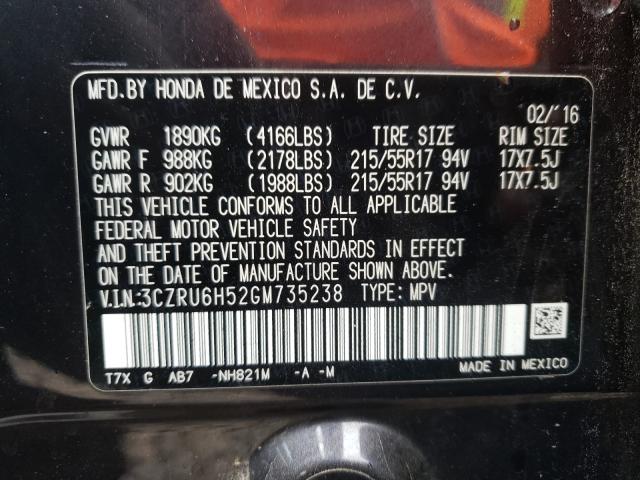 MFD.BY HONDA DE MEXICO S.A. DE C.V.
02/'16
GVWR 1890KG (4166LBS) TIRE SIZE RIM SIZE
GAWR F 988KG (2178LBS) 215/55R17 94V 17X7.5J
GAWR R 902KG (1988LBS) 215/55R17 94V 17X7.5J
THIS VEHICLE CONFORMS TO ALL APPLICABLE
FEDERAL MOTOR VEHICLE SAFETY
AND THEFT PREVENTION STANDARDS IN EFFECT
ON THE DATE OF MANUFACTURE SHOWN ABOVE.
V.I.N:3CZRU6H52GM735238 TYPE: MPV
T7X G AB7 -NH821M -A -M MADE IN MEXICO